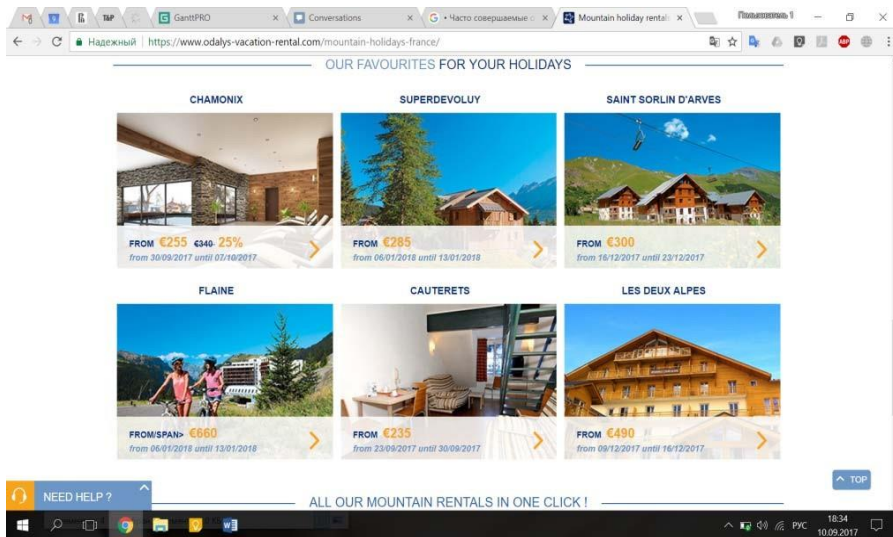 GanttPRO
Conversations
G • Часто совершаемые о
Mountain holiday rental
Пользователь 1
Надежный
https://www.odalys-vacation-rental.com/mountain-holidays-france/
OUR FAVOURITES FOR YOUR HOLIDAYS
CHAMONIX
FROM €255 €340 25%
from 30/09/2017 until 07/10/2017
SUPERDEVOLUY
FROM €285
from 06/01/2018 until 13/01/2018
SAINT SORLIN D'ARVES
FROM €300
from 16/12/2017 until 23/12/2017
FLAINE
FROM/SPAN> €660
from 06/01/2018 until 13/01/2018
CAUTERETS
FROM €235
from 23/09/2017 until 30/09/2017
LES DEUX ALPES
FROM €490
from 09/12/2017 until 16/12/2017
TOP
NEED HELP ?
ALL OUR MOUNTAIN RENTALS IN ONE CLICK !
РУС
18:34
10.09.2017